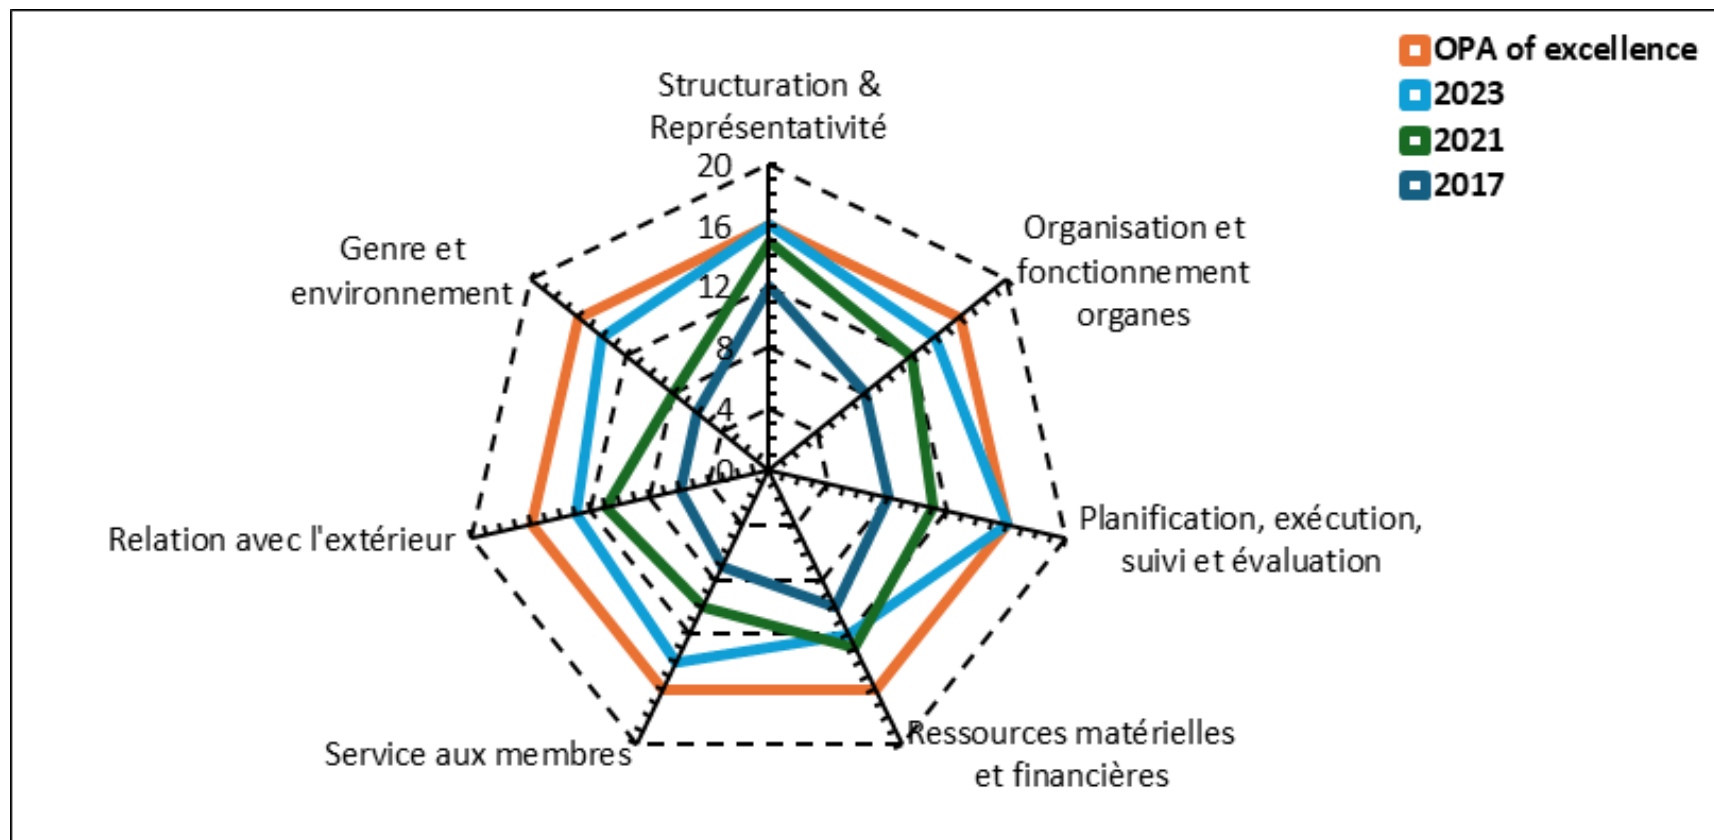 OPA of excellence
2023
2021
2017
Structuration &
Représentativité
20
16
12
8
4
0
Organisation et
fonctionnement
organes
Planification, exécution,
suivi et évaluation
Ressources matérielles
et financières
Service aux membres
Relation avec l'extérieur
Genre et
environnement